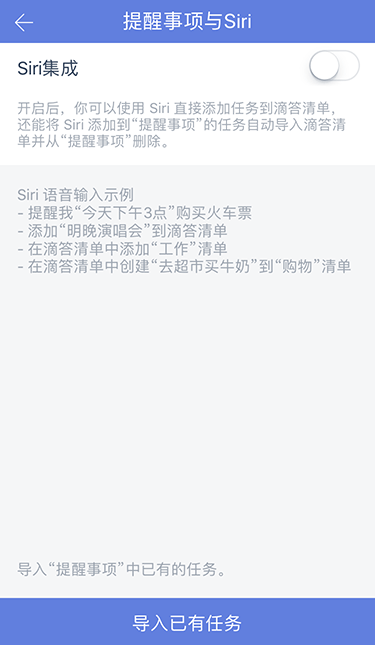 提醒事项与Siri
Siri集成
开启后，你可以使用 Siri 直接添加任务到滴答清单，
还能将 Siri 添加到“提醒事项”的任务自动导入滴答清
单并从“提醒事项”删除。
Siri 语音输入示例
- 提醒我“今天下午3点”购买火车票
- 添加“明晚演唱会”到滴答清单
- 在滴答清单中添加“工作”清单
- 在滴答清单中创建“去超市买牛奶”到“购物”清单
导入“提醒事项”中已有的任务。
导入已有任务